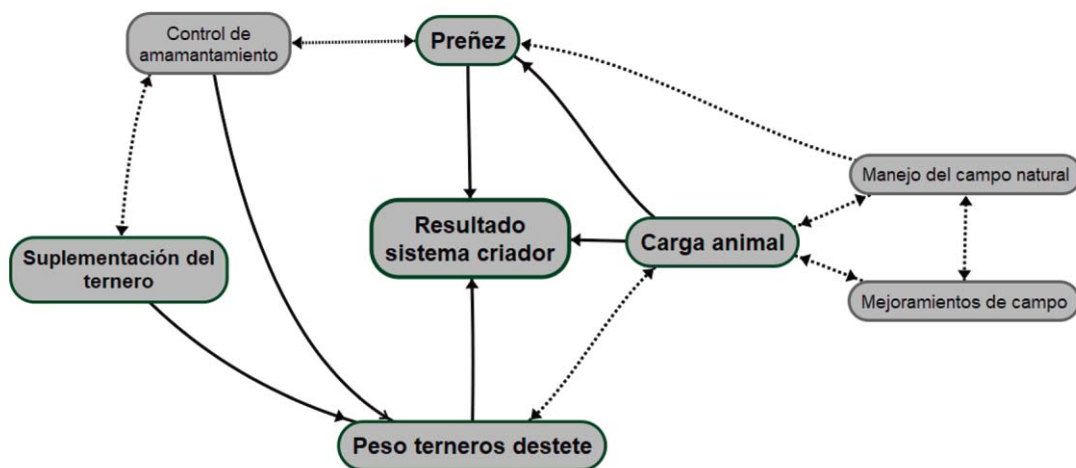 Control de
amamantamiento
Preñez
Manejo del campo natural
Resultado
sistema criador
Carga animal
Suplementación del
ternero
Mejoramientos de campo
Peso terneros destete